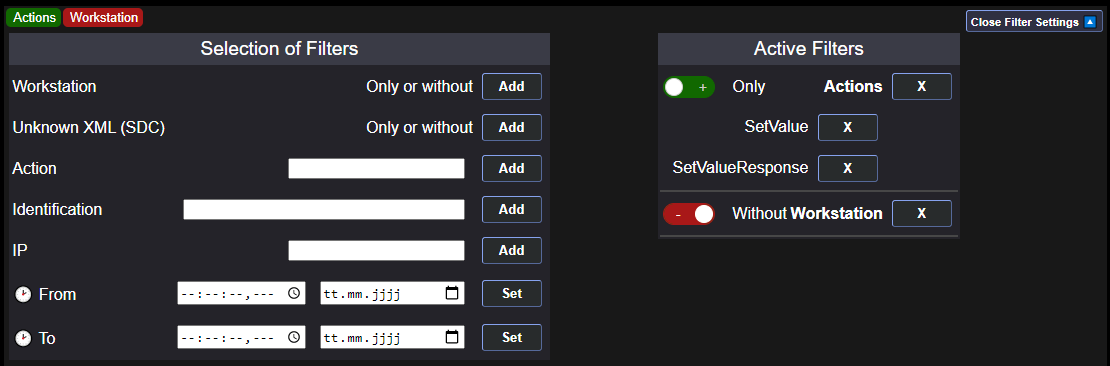 Actions Workstation
Close Filter Settings
Selection of Filters
Workstation Only or without Add
Unknown XML (SDC) Only or without Add
Action Add
Identification Add
IP Add
From --:--:--,--- tt.mm.jjjj Set
To --:--:--,--- tt.mm.jjjj Set
Active Filters
+ Only Actions X
SetValue X
SetValueResponse X
- Without Workstation X